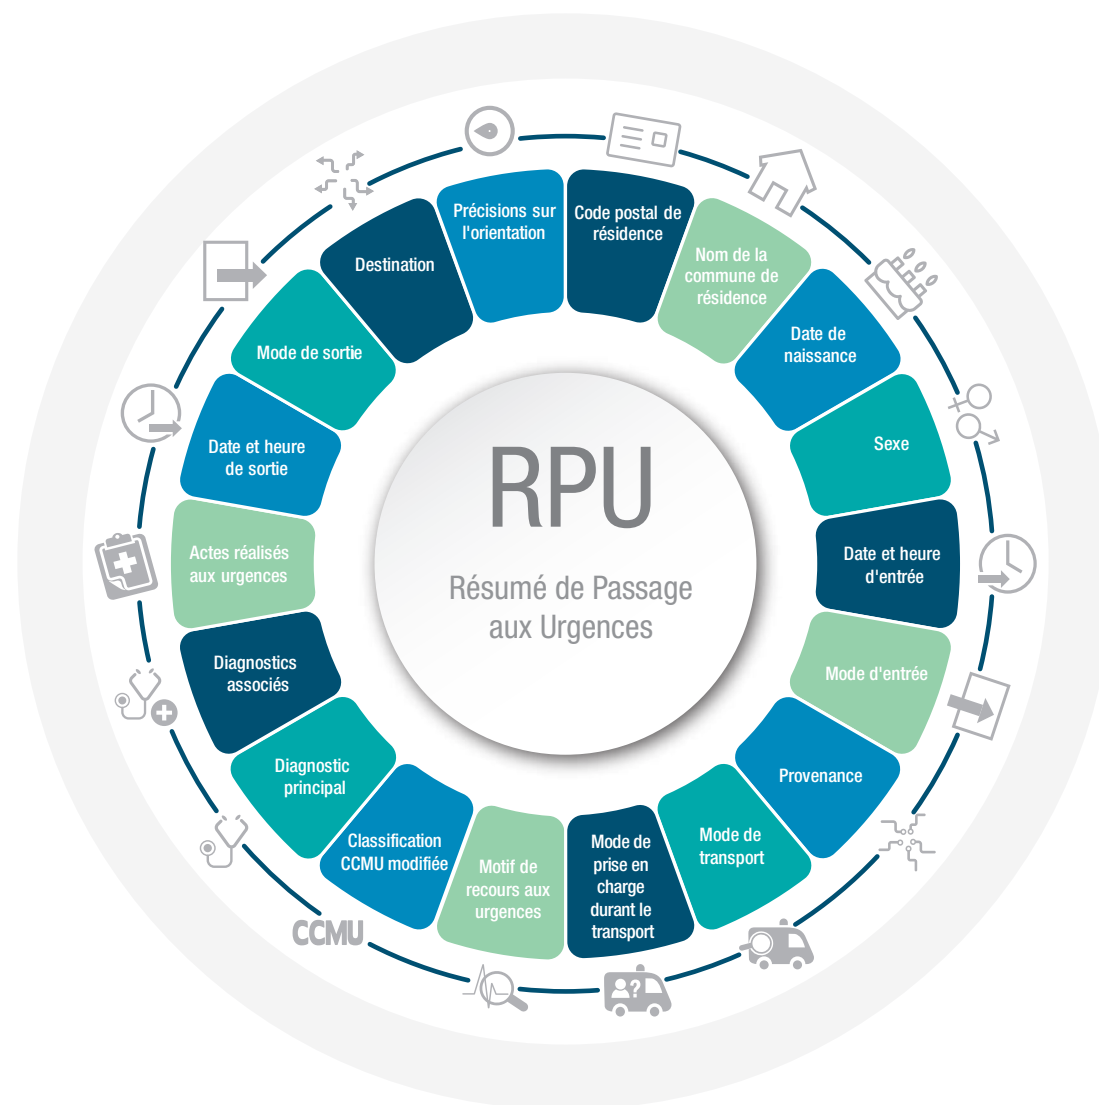 RPU
Résumé de Passage
aux Urgences
Code postal de
résidence
Nom de la
commune de
résidence
Date de
naissance
Sexe
Date et heure
d'entrée
Mode d'entrée
Provenance
Mode de
transport
Mode de
prise en
charge
durant le
transport
Motif de
recours aux
urgences
Classification
CCMU modifiée
Diagnostic
principal
Diagnostics
associés
Actes réalisés
aux urgences
Date et heure
de sortie
Mode de sortie
Destination
Précisions sur
l'orientation
CCMU
?